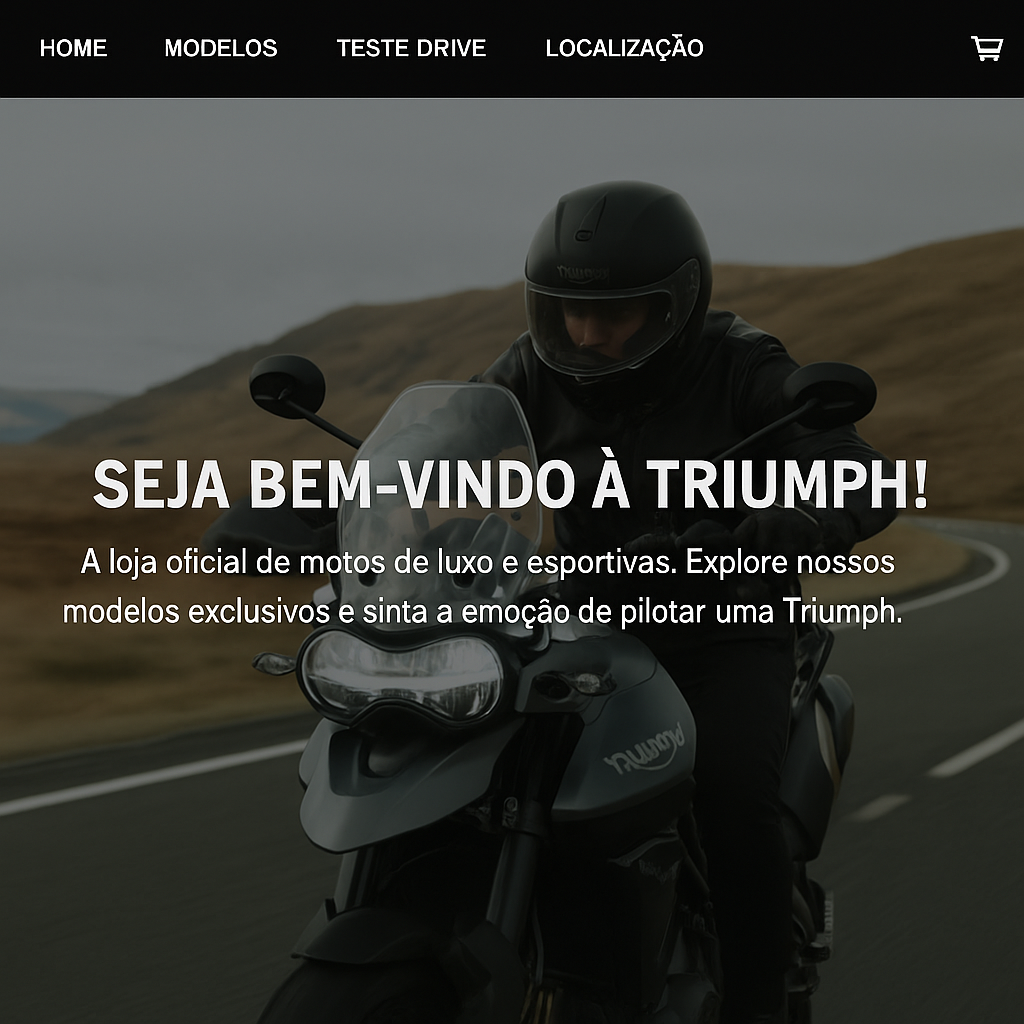 HOME MODELOS TESTE DRIVE LOCALIZAÇÃO
SEJA BEM-VINDO À TRIUMPH!
A loja oficial de motos de luxo e esportivas. Explore nossos
modelos exclusivos e sinta a emoção de pilotar uma Triumph.